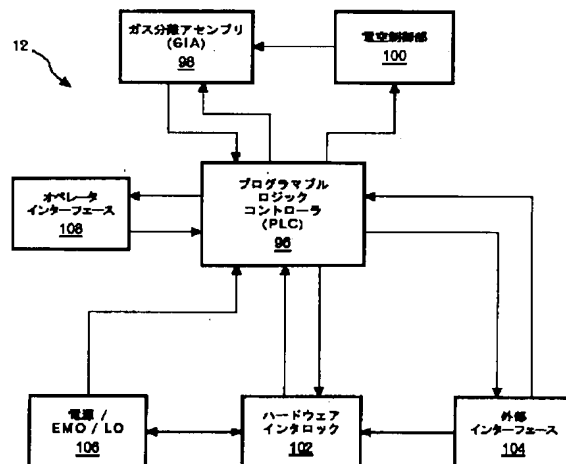 12
ガス分離アセンブリ
(GIA)
98
電空制御部
100
プログラマブル
ロジック
コントローラ
(PLC)
96
オペレータ
インターフェース
108
電源 /
EMO / LO
106
ハードウェア
インタロック
102
外部
インターフェース
104